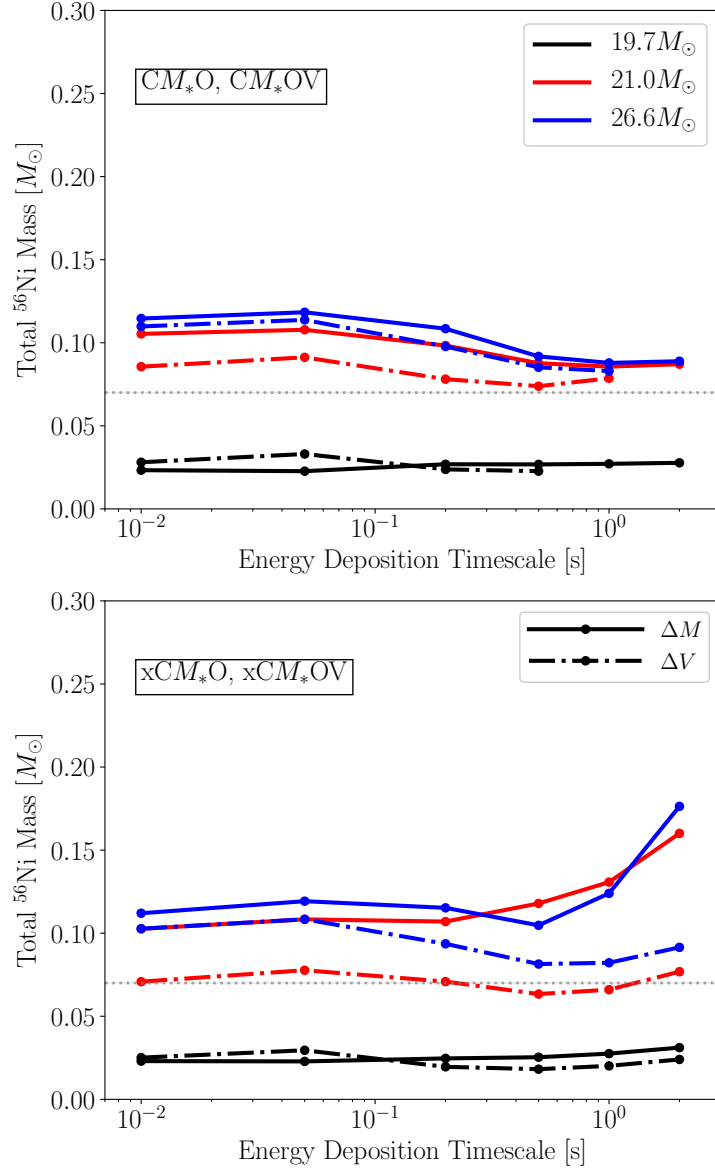 0.30
0.25
0.20
0.15
0.10
0.05
0.00
Total ⁵⁶Ni Mass [M⊙]
CM∗O, CM∗OV
19.7M⊙
21.0M⊙
26.6M⊙
10⁻² 10⁻¹ 10⁰
Energy Deposition Timescale [s]
0.30
0.25
0.20
0.15
0.10
0.05
0.00
Total ⁵⁶Ni Mass [M⊙]
xCM∗O, xCM∗OV
ΔM
ΔV
10⁻² 10⁻¹ 10⁰
Energy Deposition Timescale [s]